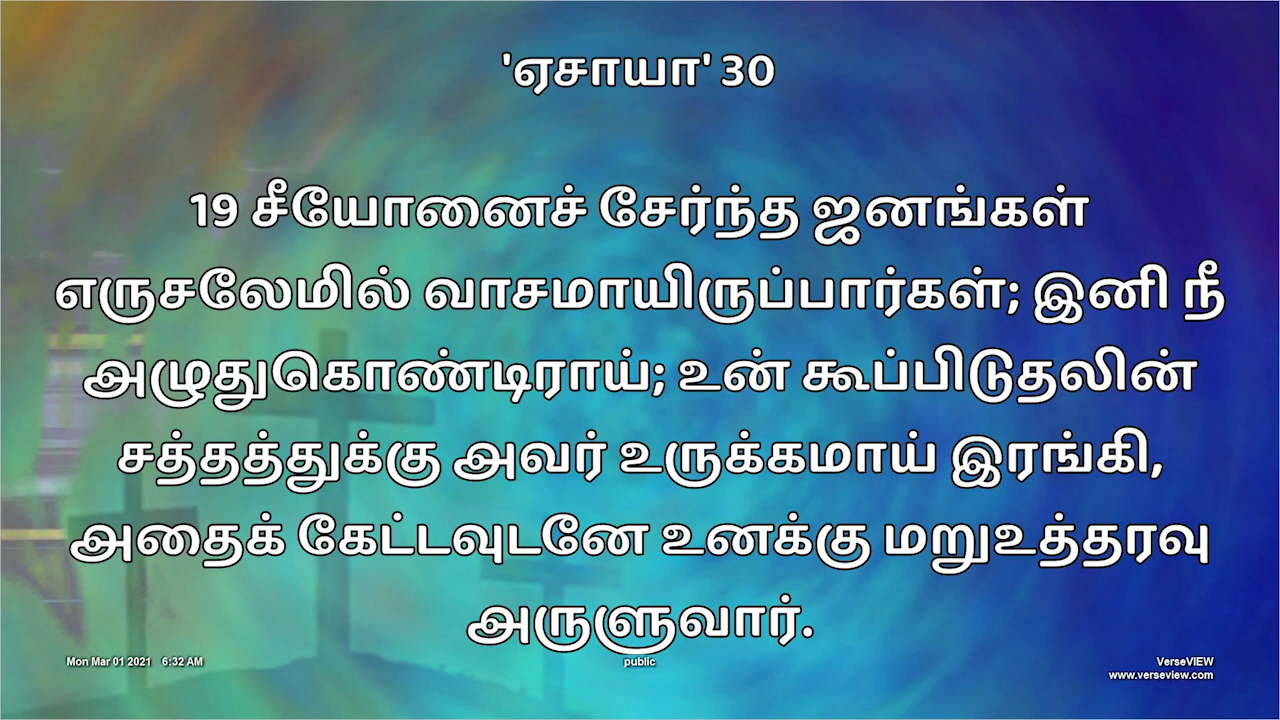 'ஏசாயா' 30
19 சீயோனைச் சேர்ந்த ஜனங்கள்
எருசலேமில் வாசமாயிருப்பார்கள்; இனி நீ
அழுதுகொண்டிராய்; உன் கூப்பிடுதலின்
சத்தத்துக்கு அவர் உருக்கமாய் இரங்கி,
அதைக் கேட்டவுடனே உனக்கு மறுஉத்தரவு
அருளுவார்.
Mon Mar 01 2021 6:32 AM
public
VerseVIEW
www.verseview.com